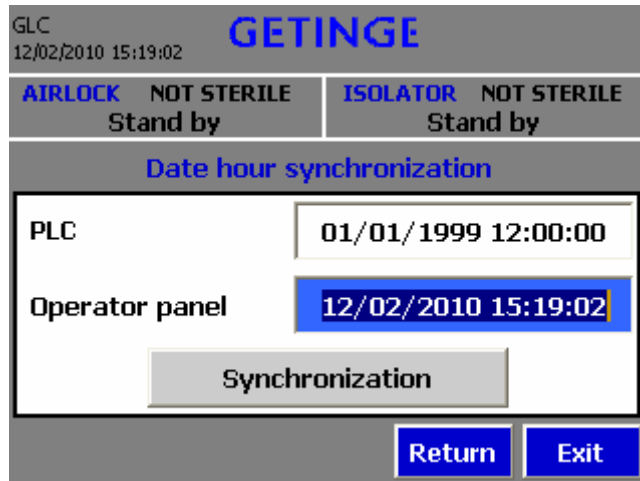 GLC
12/02/2010 15:19:02
GETINGE
AIRLOCK NOT STERILE
Stand by
ISOLATOR NOT STERILE
Stand by
Date hour synchronization
PLC
01/01/1999 12:00:00
Operator panel
12/02/2010 15:19:02
Synchronization
Return
Exit